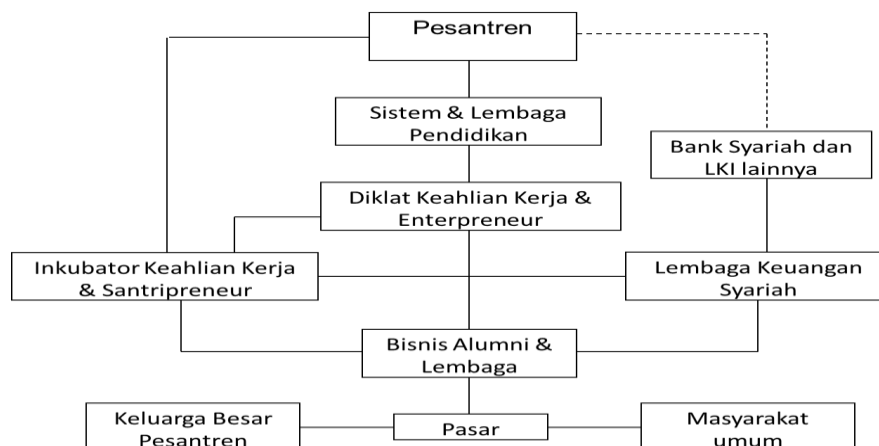 Pesantren
Sistem & Lembaga
Pendidikan
Bank Syariah dan
LKI lainnya
Diklat Keahlian Kerja &
Enterpreneur
Inkubator Keahlian Kerja
& Santripreneur
Lembaga Keuangan
Syariah
Bisnis Alumni &
Lembaga
Keluarga Besar
Pesantren
Pasar
Masyarakat
umum